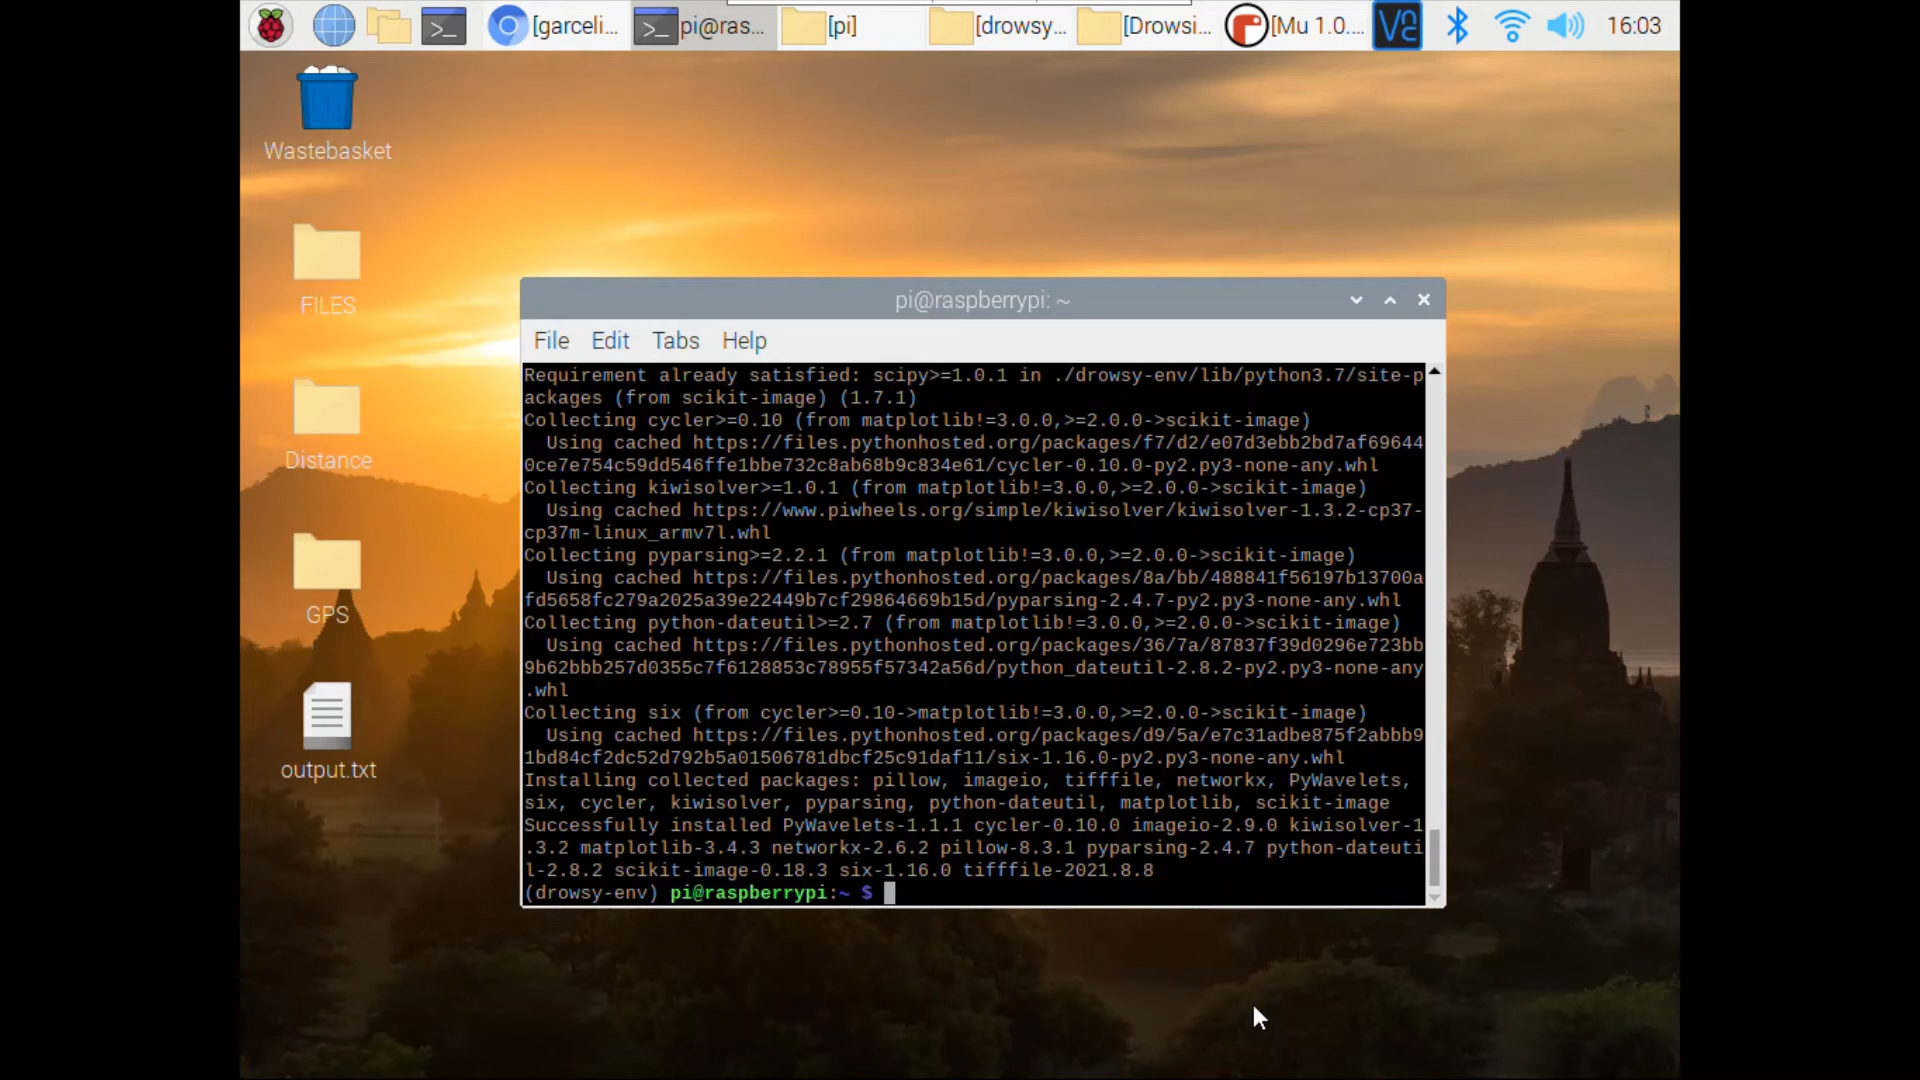 [garceli...
pi@ras...
[pi]
[drowsy...
[Drowsi...
[Mu 1.0....
16:03
Wastebasket
FILES
Distance
GPS
output.txt
pi@raspberrypi: ~
File Edit Tabs Help
Requirement already satisfied: scipy>=1.0.1 in ./drowsy-env/lib/python3.7/site-p
ackages (from scikit-image) (1.7.1)
Collecting cycler>=0.10 (from matplotlib!=3.0.0,>=2.0.0->scikit-image)
  Using cached https://files.pythonhosted.org/packages/f7/d2/e07d3ebb2bd7af69644
0ce7e754c59dd546ffe1bbe732c8ab68b9c834e61/cycler-0.10.0-py2.py3-none-any.whl
Collecting kiwisolver>=1.0.1 (from matplotlib!=3.0.0,>=2.0.0->scikit-image)
  Using cached https://www.piwheels.org/simple/kiwisolver/kiwisolver-1.3.2-cp37-
cp37m-linux_armv7l.whl
Collecting pyparsing>=2.2.1 (from matplotlib!=3.0.0,>=2.0.0->scikit-image)
  Using cached https://files.pythonhosted.org/packages/8a/bb/488841f56197b13700a
fd5658fc279a2025a39e22449b7cf29864669b15d/pyparsing-2.4.7-py2.py3-none-any.whl
Collecting python-dateutil>=2.7 (from matplotlib!=3.0.0,>=2.0.0->scikit-image)
  Using cached https://files.pythonhosted.org/packages/36/7a/87837f39d0296e723bb
9b62bbb257d0355c7f6128853c78955f57342a56d/python_dateutil-2.8.2-py2.py3-none-any
.whl
Collecting six (from cycler>=0.10->matplotlib!=3.0.0,>=2.0.0->scikit-image)
  Using cached https://files.pythonhosted.org/packages/d9/5a/e7c31adbe875f2abbb9
1bd84cf2dc52d792b5a01506781dbcf25c91daf11/six-1.16.0-py2.py3-none-any.whl
Installing collected packages: pillow, imageio, tifffile, networkx, PyWavelets,
six, cycler, kiwisolver, pyparsing, python-dateutil, matplotlib, scikit-image
Successfully installed PyWavelets-1.1.1 cycler-0.10.0 imageio-2.9.0 kiwisolver-1
.3.2 matplotlib-3.4.3 networkx-2.6.2 pillow-8.3.1 pyparsing-2.4.7 python-dateuti
l-2.8.2 scikit-image-0.18.3 six-1.16.0 tifffile-2021.8.8
(drowsy-env) pi@raspberrypi:~ $